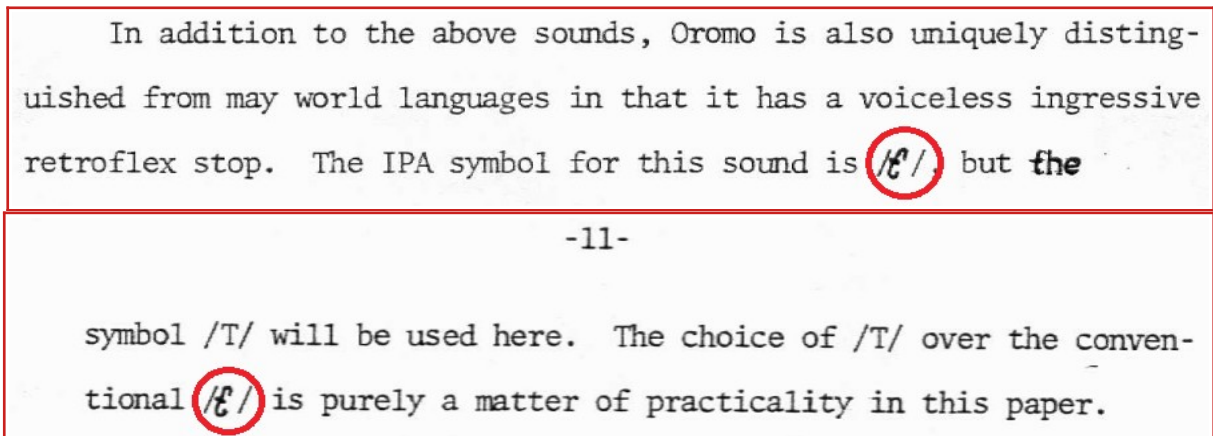 In addition to the above sounds, Oromo is also uniquely disting-
uished from may world languages in that it has a voiceless ingressive
retroflex stop. The IPA symbol for this sound is / /, but the
-11-
symbol /T/ will be used here. The choice of /T/ over the conven-
tional / / is purely a matter of practicality in this paper.